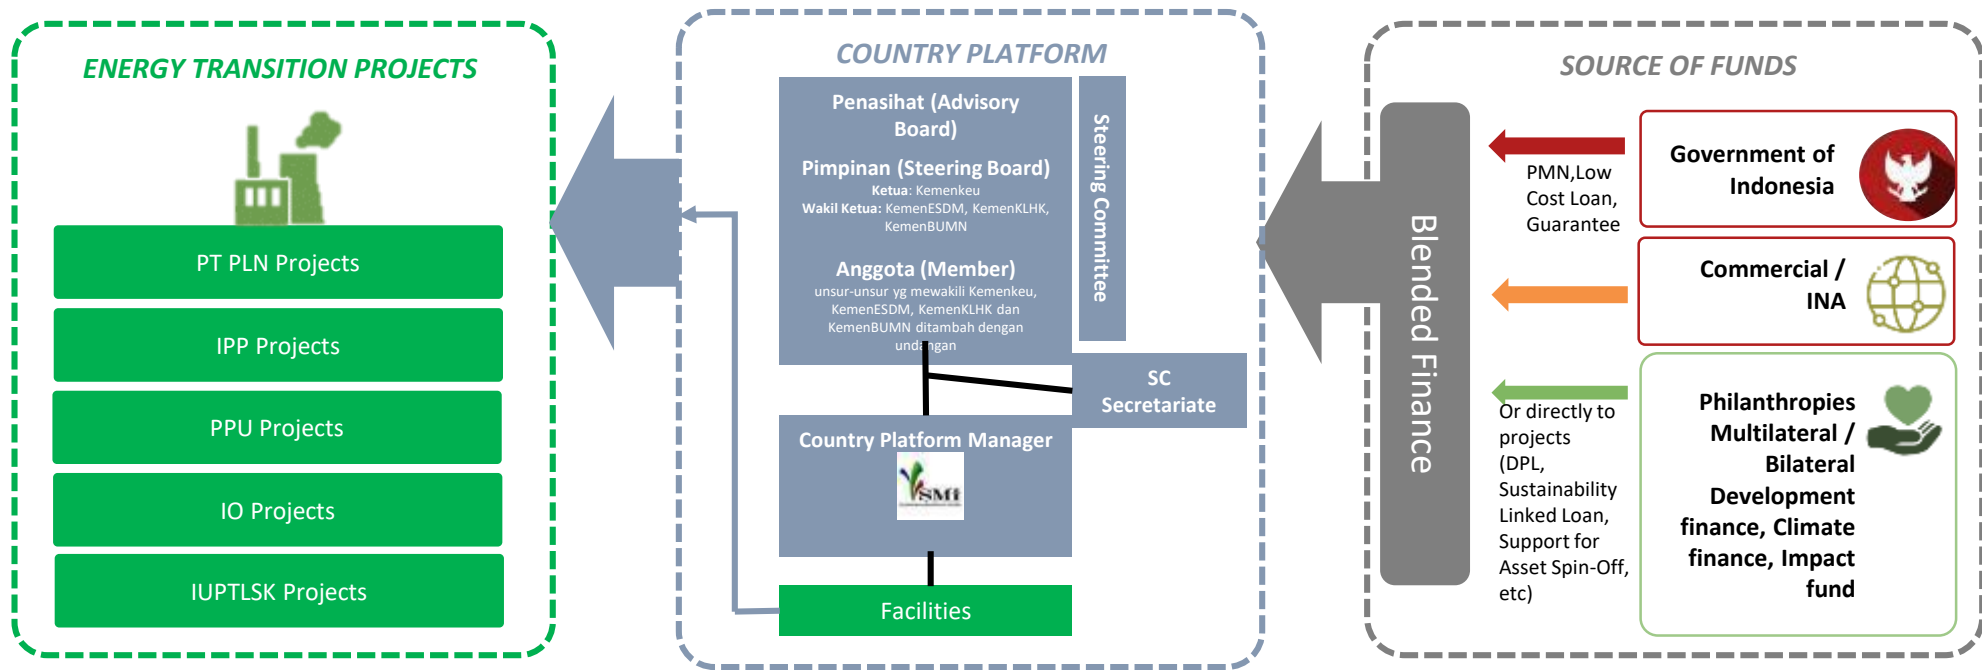 ENERGY TRANSITION PROJECTS
PT PLN Projects
IPP Projects
PPU Projects
IO Projects
IUPTLSK Projects
COUNTRY PLATFORM
Penasihat (Advisory
Board)
Pimpinan (Steering Board)
Ketua: Kemenkeu
Wakil Ketua: KemenESDM, KemenKLHK,
KemenBUMN
Anggota (Member)
unsur-unsur yg mewakili Kemenkeu,
KemenESDM, KemenKLHK dan
KemenBUMN ditambah dengan
undangan
Steering Committee
SC
Secretariate
Country Platform Manager
SMI
Facilities
SOURCE OF FUNDS
Blended Finance
PMN,Low
Cost Loan,
Guarantee
Or directly to
projects
(DPL,
Sustainability
Linked Loan,
Support for
Asset Spin-Off,
etc)
Government of
Indonesia
Commercial /
INA
Philanthropies
Multilateral /
Bilateral
Development
finance, Climate
finance, Impact
fund